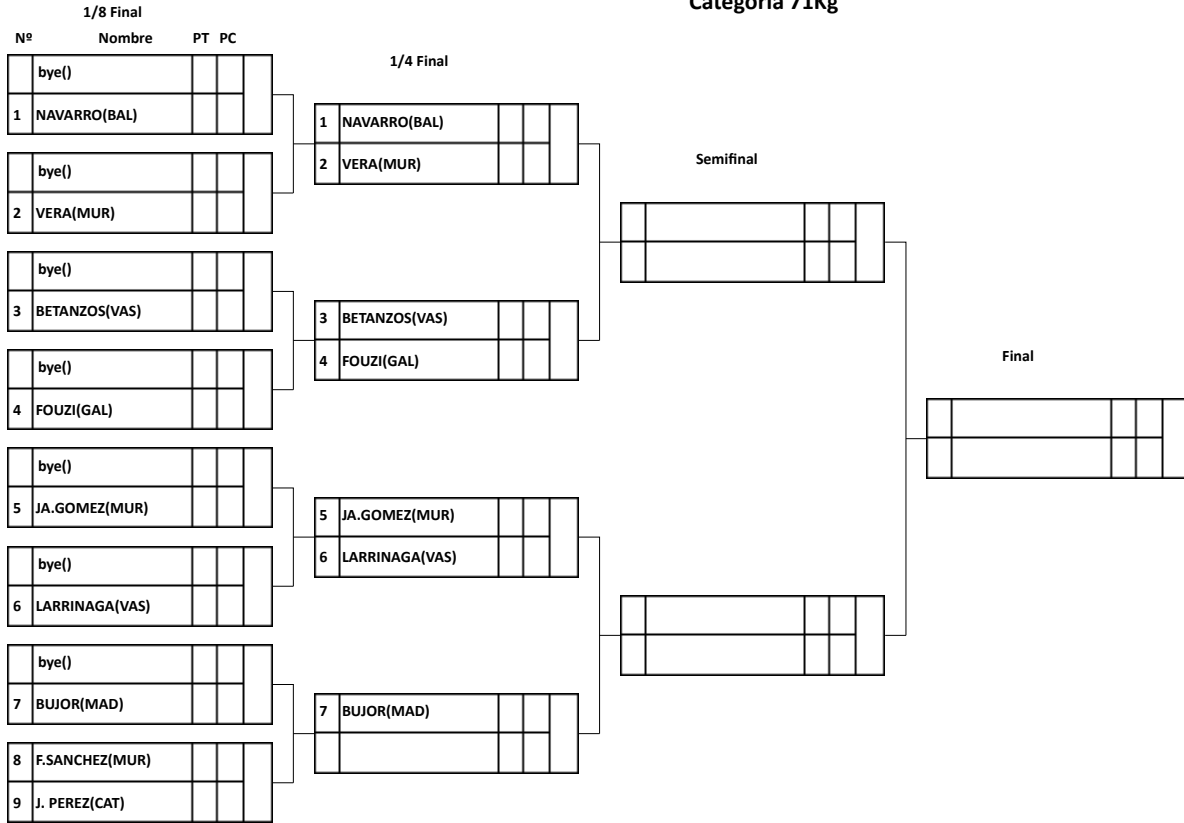 Categoría 71Kg
1/8 Final
Nº Nombre PT PC
bye()
1 NAVARRO(BAL)
bye()
2 VERA(MUR)
bye()
3 BETANZOS(VAS)
bye()
4 FOUZI(GAL)
bye()
5 JA.GOMEZ(MUR)
bye()
6 LARRINAGA(VAS)
bye()
7 BUJOR(MAD)
8 F.SANCHEZ(MUR)
9 J. PEREZ(CAT)
1/4 Final
1 NAVARRO(BAL)
2 VERA(MUR)
3 BETANZOS(VAS)
4 FOUZI(GAL)
5 JA.GOMEZ(MUR)
6 LARRINAGA(VAS)
7 BUJOR(MAD)
Semifinal
Final